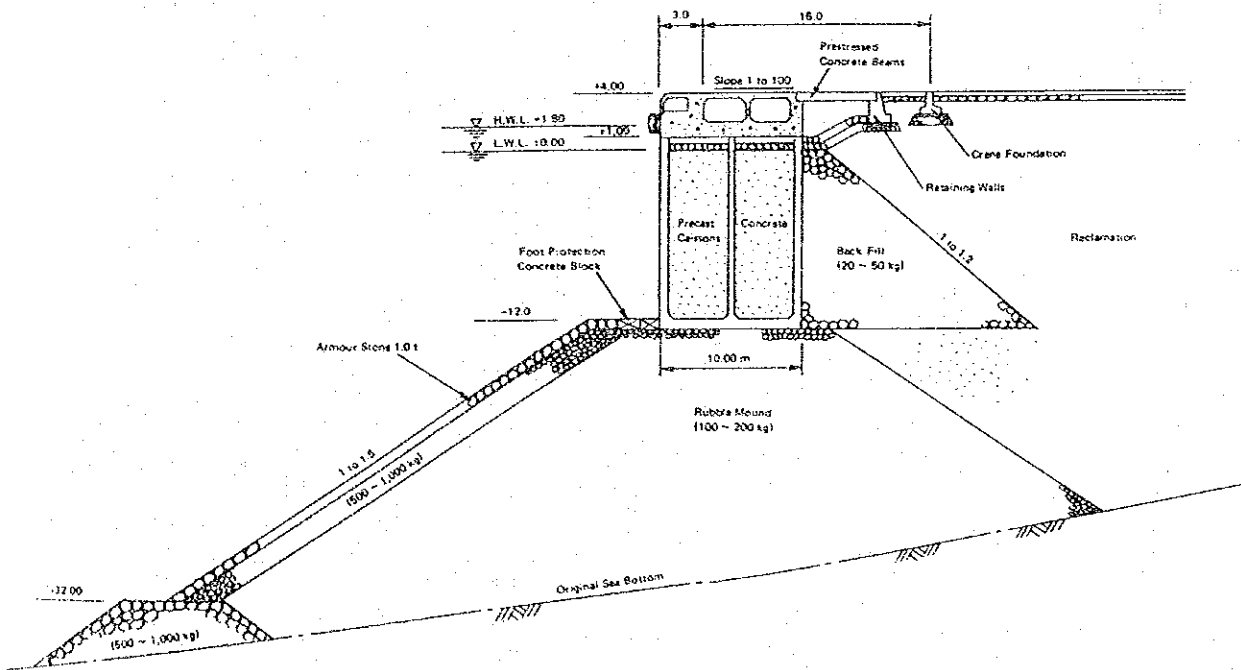 3.0
16.0
Prestressed
Concrete Beams
Slope 1 to 100
+4.00
H.W.L. +1.80
+1.00
L.W.L. ±0.00
Crane Foundation
Retaining Walls
Precast
Caissons
Concrete
1 to 1.2
Reclamation
Back Fill
(20 ~ 50 kg)
Foot Protection
Concrete Block
-12.0
Armour Stone 1.0 t
10.00 m
Rubble Mound
(100 ~ 200 kg)
1 to 1.5
(500 ~ 1,000 kg)
Original Sea Bottom
-32.00
(500 ~ 1,000 kg)